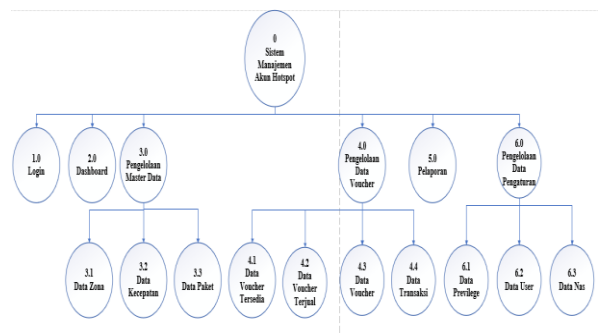 0
Sistem
Manajemen
Akun Hotspot
1.0
Login
2.0
Dashboard
3.0
Pengelolaan
Master Data
4.0
Pengelolaan
Data
Voucher
5.0
Pelaporan
6.0
Pengelolaan
Data
Pengaturan
3.1
Data Zona
3.2
Data
Kecepatan
3.3
Data Paket
4.1
Data
Voucher
Tersedia
4.2
Data
Voucher
Terjual
4.3
Data
Voucher
4.4
Data
Transaksi
6.1
Data
Previlege
6.2
Data User
6.3
Data Nas